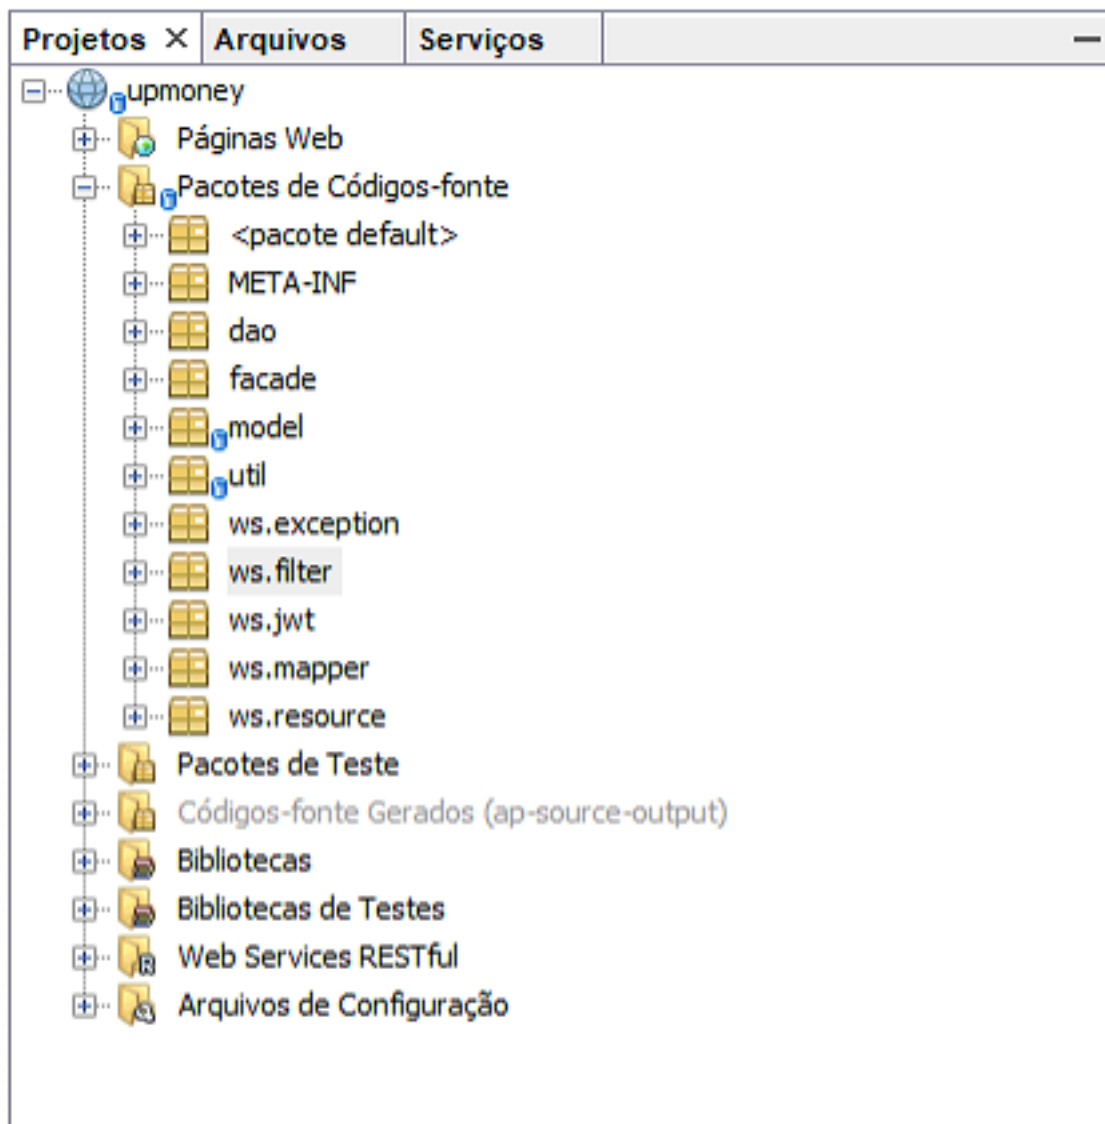 Projetos Arquivos Serviços
upmoney
Páginas Web
Pacotes de Códigos-fonte
<pacote default>
META-INF
dao
facade
model
util
ws.exception
ws.filter
ws.jwt
ws.mapper
ws.resource
Pacotes de Teste
Códigos-fonte Gerados (ap-source-output)
Bibliotecas
Bibliotecas de Testes
Web Services RESTful
Arquivos de Configuração